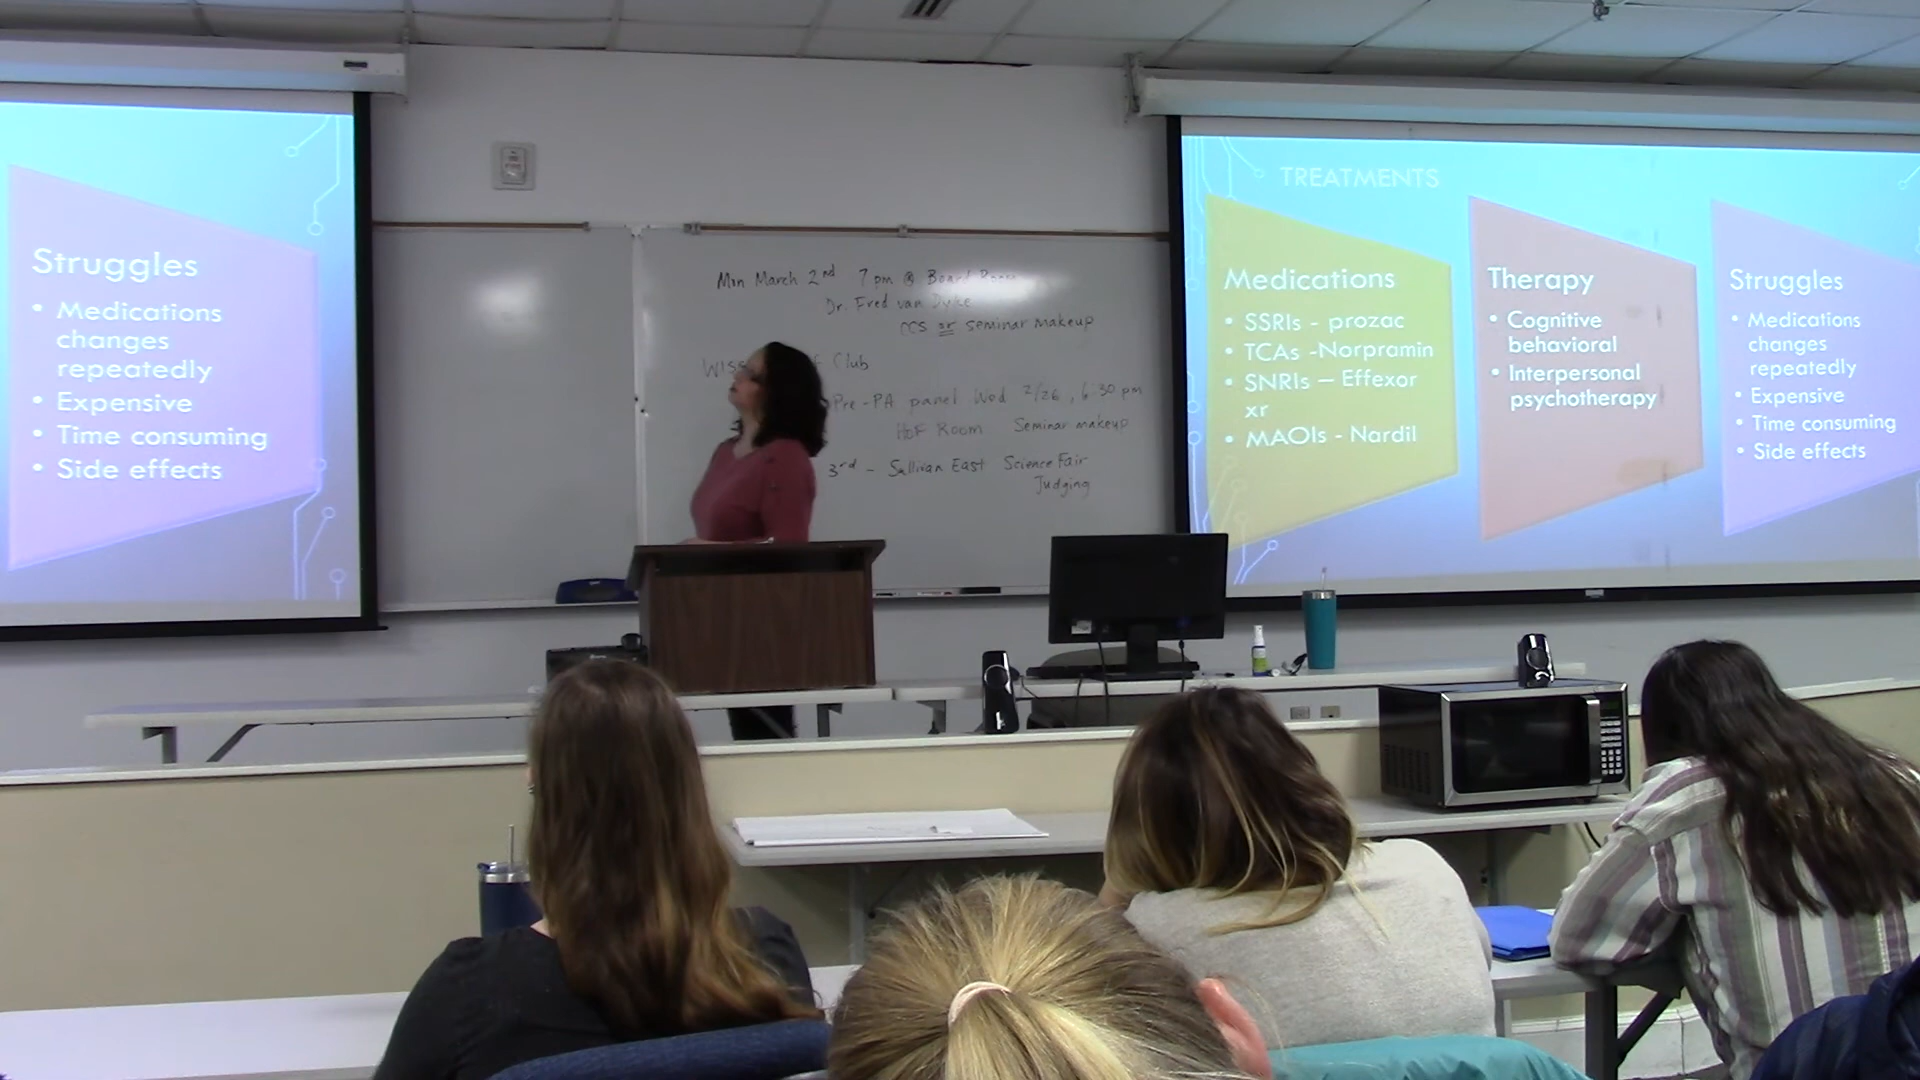 Struggles
• Medications
changes
repeatedly
• Expensive
• Time consuming
• Side effects
Mon March 2nd 7pm @ Board Room
Dr. Fred van Dyke
CCS or seminar makeup
Club
Pre-PA panel Wed 2/26, 6:30 pm
HoF Room Seminar makeup
3rd - Sullivan East Science Fair
Judging
TREATMENTS
Medications
• SSRIs - prozac
• TCAs -Norpramin
• SNRIs – Effexor
xr
• MAOIs - Nardil
Therapy
• Cognitive
behavioral
• Interpersonal
psychotherapy
Struggles
• Medications
changes
repeatedly
• Expensive
• Time consuming
• Side effects